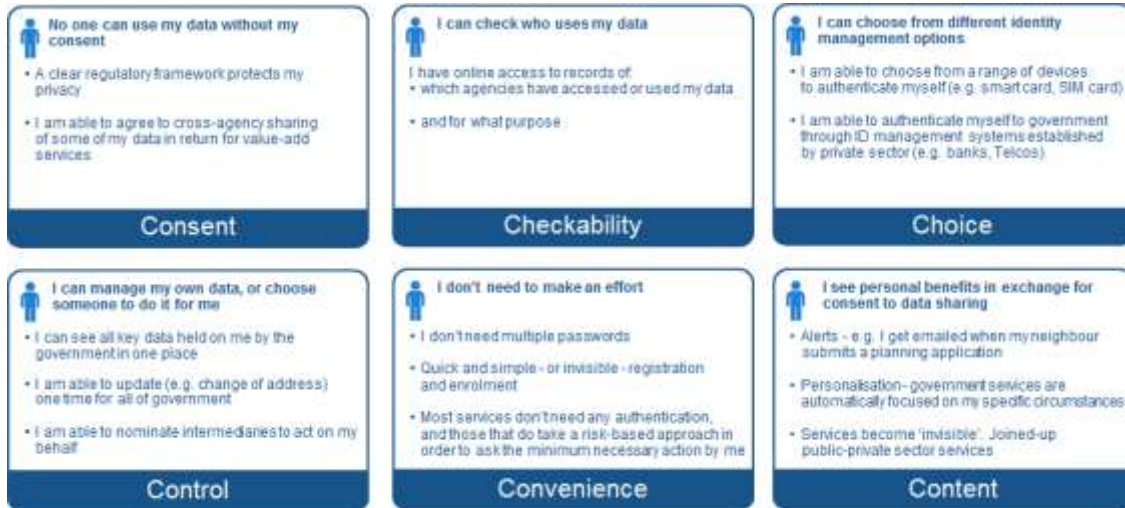 No one can use my data without my
consent
• A clear regulatory framework protects my
privacy
• I am able to agree to cross-agency sharing
of some of my data in return for value-add
services
Consent
I can check who uses my data
I have online access to records of:
• which agencies have accessed or used my data
• and for what purpose
Checkability
I can choose from different identity
management options
• I am able to choose from a range of devices
to authenticate myself (e.g. smart card, SIM card)
• I am able to authenticate myself to government
through ID management systems established
by private sector (e.g. banks, Telcos)
Choice
I can manage my own data, or choose
someone to do it for me
• I can see all key data held on me by the
government in one place
• I am able to update (e.g. change of address)
one time for all of government
• I am able to nominate intermediaries to act on my
behalf
Control
I don't need to make an effort
• I don't need multiple passwords
• Quick and simple - or invisible - registration
and enrolment
• Most services don't need any authentication,
and those that do take a risk-based approach in
order to ask the minimum necessary action by me
Convenience
I see personal benefits in exchange for
consent to data sharing
• Alerts - e.g. I get emailed when my neighbour
submits a planning application
• Personalisation- government services are
automatically focused on my specific circumstances
• Services become 'invisible'. Joined-up
public-private sector services
Content